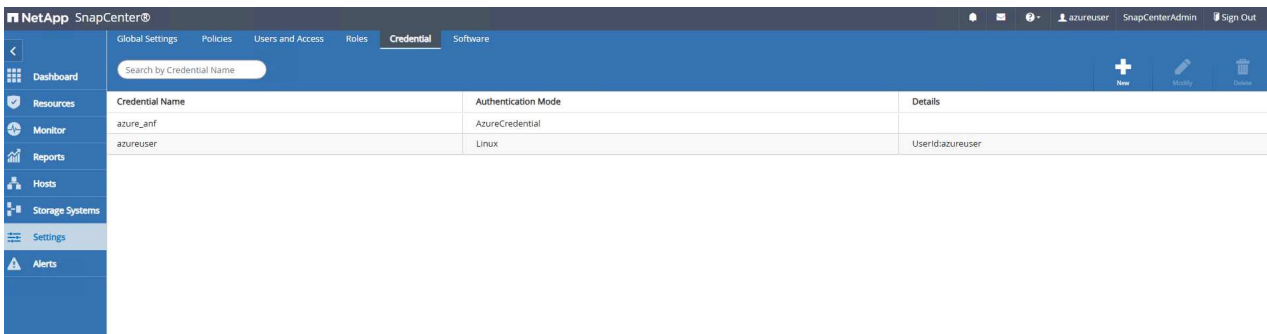 NetApp SnapCenter® azureuser SnapCenterAdmin Sign Out
Global Settings Policies Users and Access Roles Credential Software
Search by Credential Name
New Modify Delete
Dashboard
Resources
Monitor
Reports
Hosts
Storage Systems
Settings
Alerts
Credential Name Authentication Mode Details
azure_anf AzureCredential
azureuser Linux UserId:azureuser